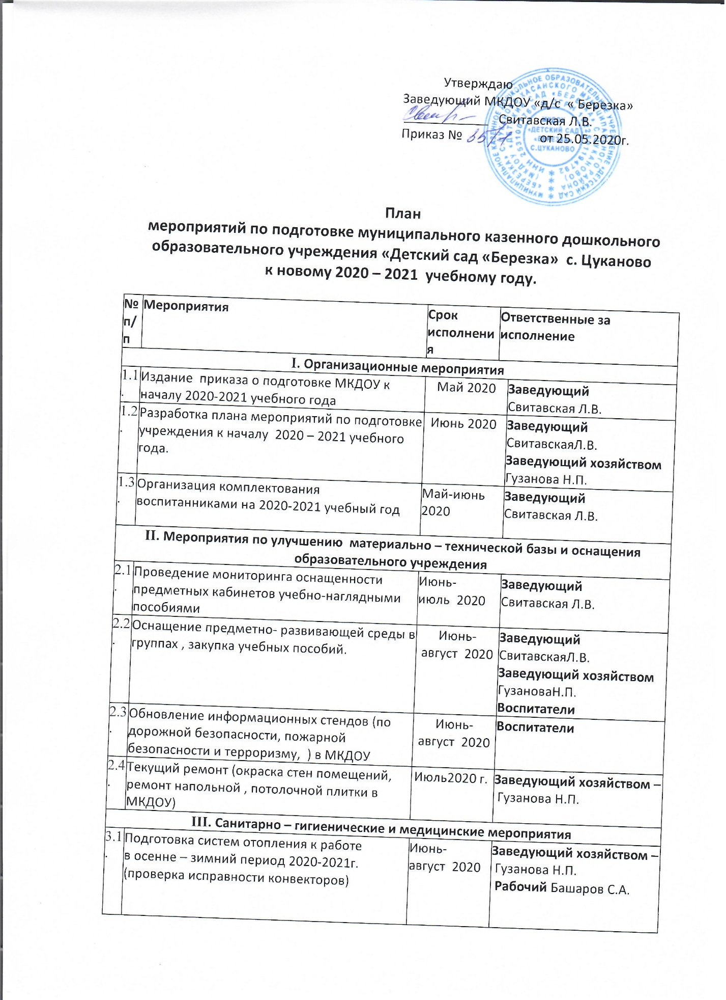 Утверждаю
Заведующий МКДОУ «д/с « Березка»
Свитавская Л.В.
Приказ № 35/1 от 25.05.2020г.
«ДЕТСКИЙ САД
С.ЦУКАНОВО
План
мероприятий по подготовке муниципального казенного дошкольного
образовательного учреждения «Детский сад «Березка» с. Цуканово
к новому 2020 – 2021 учебному году.
№ п/п Мероприятия Срок исполнения Ответственные за исполнение
I. Организационные мероприятия
1.1. Издание приказа о подготовке МКДОУ к
началу 2020-2021 учебного года
Май 2020
Заведующий
Свитавская Л.В.
1.2. Разработка плана мероприятий по подготовке
учреждения к началу 2020 – 2021 учебного
года.
Июнь 2020
Заведующий
СвитавскаяЛ.В.
Заведующий хозяйством
Гузанова Н.П.
1.3. Организация комплектования
воспитанниками на 2020-2021 учебный год
Май-июнь
2020
Заведующий
Свитавская Л.В.
II. Мероприятия по улучшению материально – технической базы и оснащения
образовательного учреждения
2.1. Проведение мониторинга оснащенности
предметных кабинетов учебно-наглядными
пособиями
Июнь-
июль 2020
Заведующий
Свитавская Л.В.
2.2. Оснащение предметно- развивающей среды в
группах , закупка учебных пособий.
Июнь-
август 2020
Заведующий
СвитавскаяЛ.В.
Заведующий хозяйством
ГузановаН.П.
Воспитатели
2.3. Обновление информационных стендов (по
дорожной безопасности, пожарной
безопасности и терроризму, ) в МКДОУ
Июнь-
август 2020
Воспитатели
2.4. Текущий ремонт (окраска стен помещений,
ремонт напольной , потолочной плитки в
МКДОУ)
Июль2020 г.
Заведующий хозяйством –
Гузанова Н.П.
III. Санитарно – гигиенические и медицинские мероприятия
3.1. Подготовка систем отопления к работе
в осенне – зимний период 2020-2021г.
(проверка исправности конвекторов)
Июнь-
август 2020
Заведующий хозяйством –
Гузанова Н.П.
Рабочий Башаров С.А.